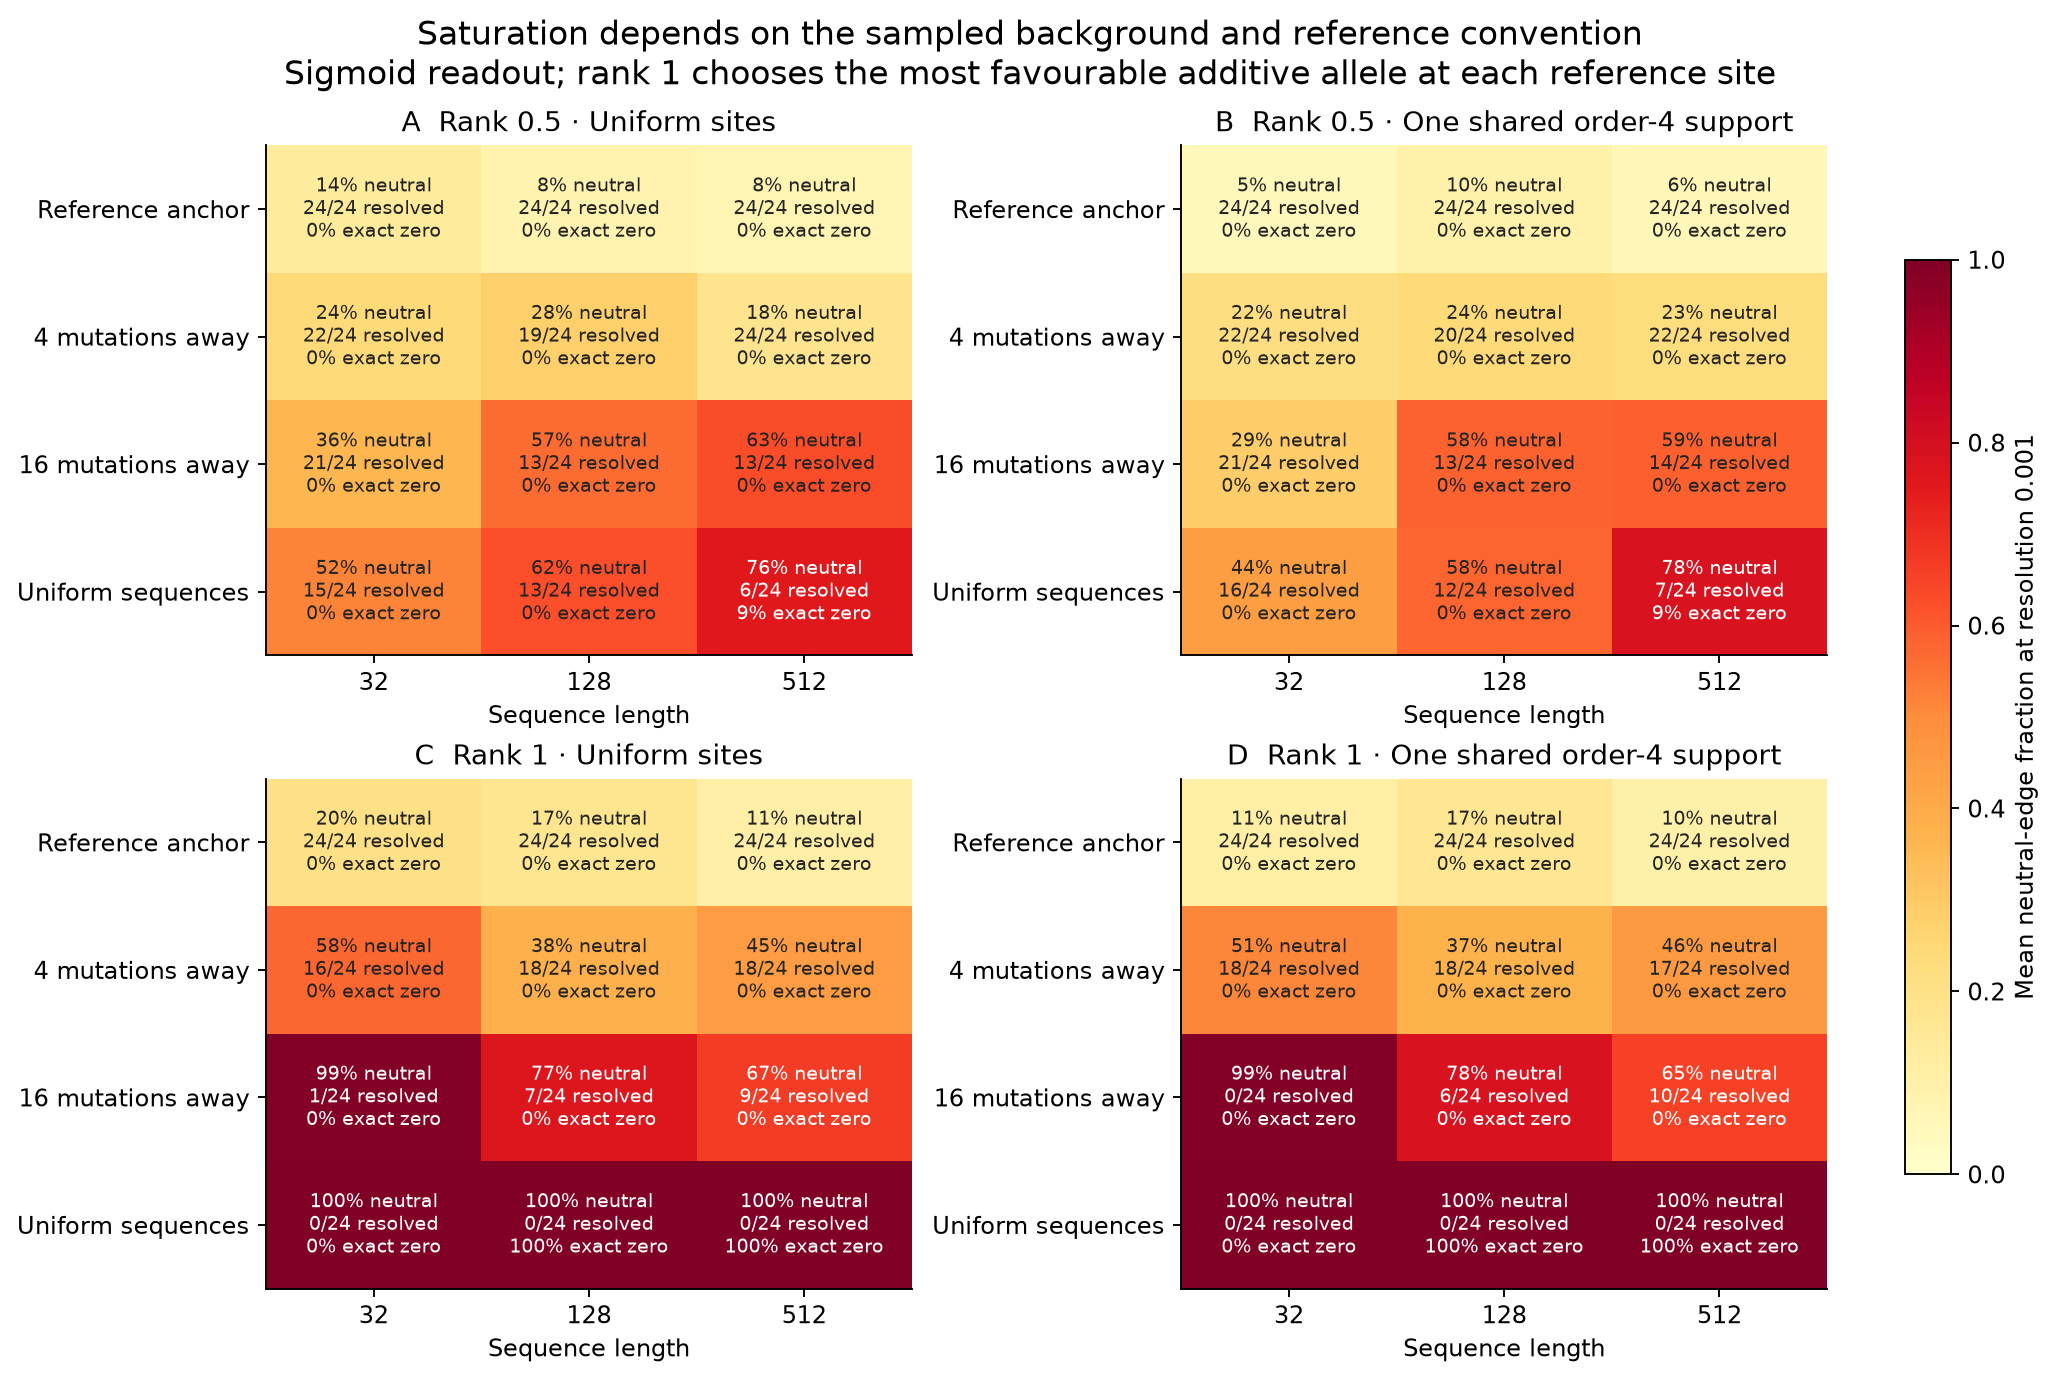 Saturation depends on the sampled background and reference convention
Sigmoid readout; rank 1 chooses the most favourable additive allele at each reference site
A  Rank 0.5 · Uniform sites
Reference anchor
14% neutral
24/24 resolved
0% exact zero
8% neutral
24/24 resolved
0% exact zero
8% neutral
24/24 resolved
0% exact zero
4 mutations away
24% neutral
22/24 resolved
0% exact zero
28% neutral
19/24 resolved
0% exact zero
18% neutral
24/24 resolved
0% exact zero
16 mutations away
36% neutral
21/24 resolved
0% exact zero
57% neutral
13/24 resolved
0% exact zero
63% neutral
13/24 resolved
0% exact zero
Uniform sequences
52% neutral
15/24 resolved
0% exact zero
62% neutral
13/24 resolved
0% exact zero
76% neutral
6/24 resolved
9% exact zero
32
128
512
Sequence length
B  Rank 0.5 · One shared order-4 support
Reference anchor
5% neutral
24/24 resolved
0% exact zero
10% neutral
24/24 resolved
0% exact zero
6% neutral
24/24 resolved
0% exact zero
4 mutations away
22% neutral
22/24 resolved
0% exact zero
24% neutral
20/24 resolved
0% exact zero
23% neutral
22/24 resolved
0% exact zero
16 mutations away
29% neutral
21/24 resolved
0% exact zero
58% neutral
13/24 resolved
0% exact zero
59% neutral
14/24 resolved
0% exact zero
Uniform sequences
44% neutral
16/24 resolved
0% exact zero
58% neutral
12/24 resolved
0% exact zero
78% neutral
7/24 resolved
9% exact zero
32
128
512
Sequence length
C  Rank 1 · Uniform sites
Reference anchor
20% neutral
24/24 resolved
0% exact zero
17% neutral
24/24 resolved
0% exact zero
11% neutral
24/24 resolved
0% exact zero
4 mutations away
58% neutral
16/24 resolved
0% exact zero
38% neutral
18/24 resolved
0% exact zero
45% neutral
18/24 resolved
0% exact zero
16 mutations away
99% neutral
1/24 resolved
0% exact zero
77% neutral
7/24 resolved
0% exact zero
67% neutral
9/24 resolved
0% exact zero
Uniform sequences
100% neutral
0/24 resolved
0% exact zero
100% neutral
0/24 resolved
100% exact zero
100% neutral
0/24 resolved
100% exact zero
32
128
512
Sequence length
D  Rank 1 · One shared order-4 support
Reference anchor
11% neutral
24/24 resolved
0% exact zero
17% neutral
24/24 resolved
0% exact zero
10% neutral
24/24 resolved
0% exact zero
4 mutations away
51% neutral
18/24 resolved
0% exact zero
37% neutral
18/24 resolved
0% exact zero
46% neutral
17/24 resolved
0% exact zero
16 mutations away
99% neutral
0/24 resolved
0% exact zero
78% neutral
6/24 resolved
0% exact zero
65% neutral
10/24 resolved
0% exact zero
Uniform sequences
100% neutral
0/24 resolved
0% exact zero
100% neutral
0/24 resolved
100% exact zero
100% neutral
0/24 resolved
100% exact zero
32
128
512
Sequence length
1.0
0.8
0.6
0.4
0.2
0.0
Mean neutral-edge fraction at resolution 0.001